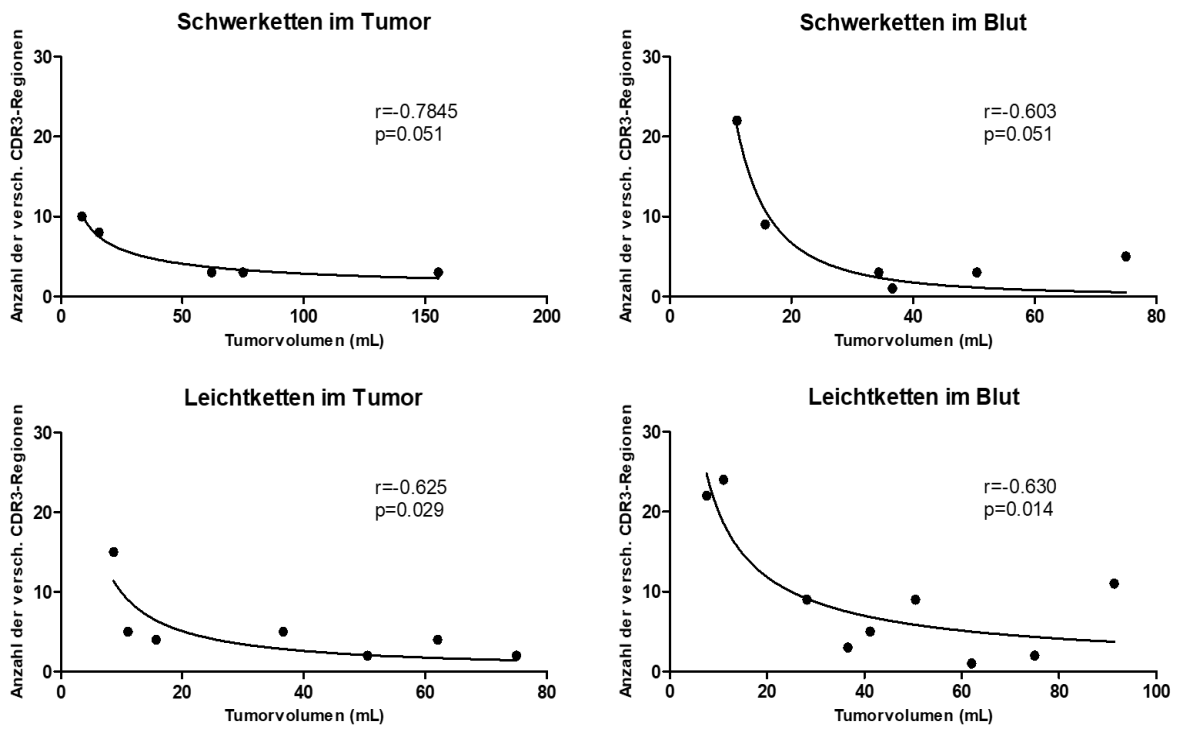 Schwerketten im Tumor
Anzahl der versch. CDR3-Regionen
30
20
10
0
r=-0.7845
p=0.051
0 50 100 150 200
Tumorvolumen (mL)
Schwerketten im Blut
Anzahl der versch. CDR3-Regionen
30
20
10
0
r=-0.603
p=0.051
0 20 40 60 80
Tumorvolumen (mL)
Leichtketten im Tumor
Anzahl der versch. CDR3-Regionen
30
20
10
0
r=-0.625
p=0.029
0 20 40 60 80
Tumorvolumen (mL)
Leichtketten im Blut
Anzahl der versch. CDR3-Regionen
30
20
10
0
r=-0.630
p=0.014
0 20 40 60 80 100
Tumorvolumen (mL)